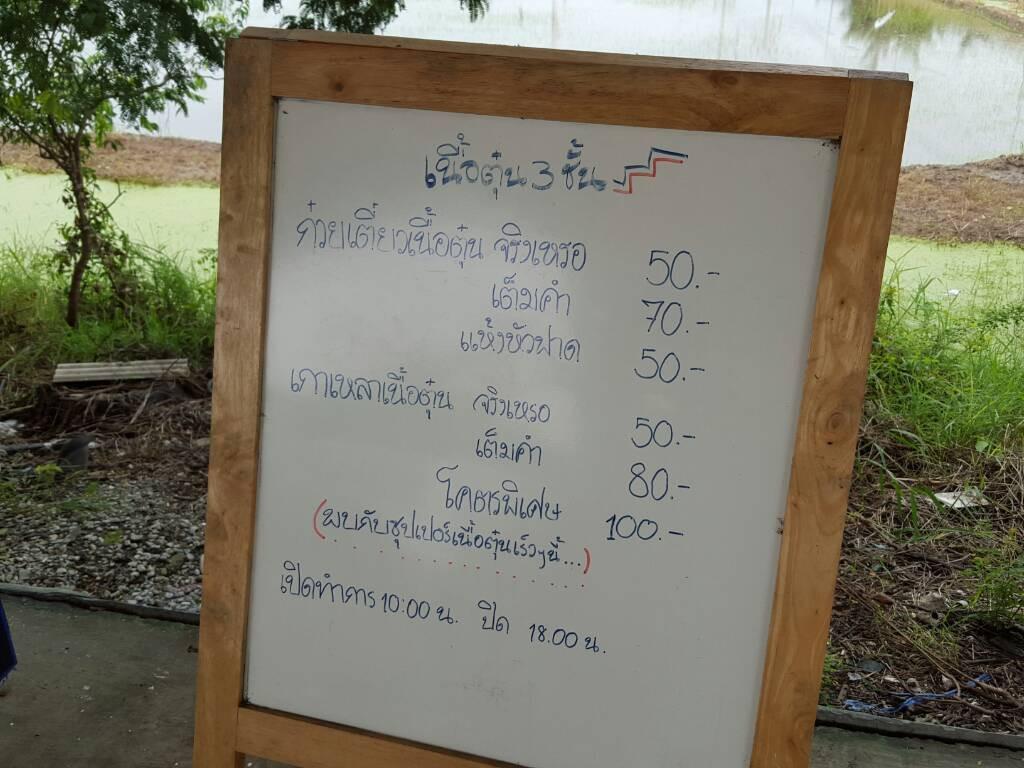 เนื้อตุ๋น 3 ชั้น
ก๋วยเตี๋ยวเนื้อตุ๋น จริงเหรอ 50.-
เต็มคำ 70.-
แห้งหัวฟาด 50.-
เกาเหลาเนื้อตุ๋น จริงเหรอ 50.-
เต็มคำ 80.-
โคตรพิเศษ 100.-
(พบกับซุปเปอร์เนื้อตุ๋นเร็วๆนี้...)
เปิดทำการ 10:00 น. ปิด 18.00 น.